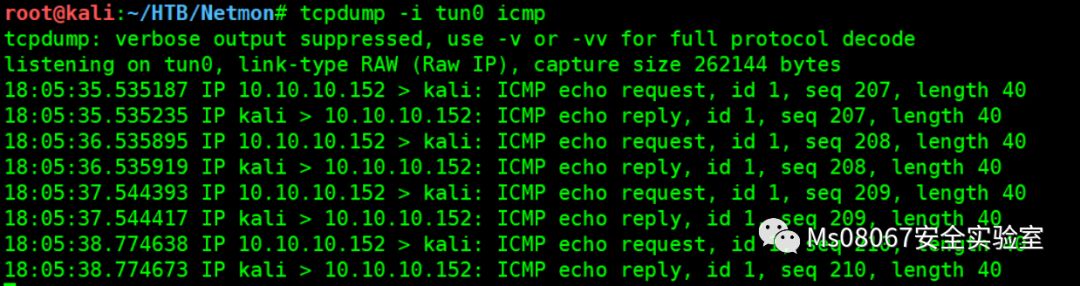 root@kali:~/HTB/Netmon# tcpdump -i tun0 icmp
tcpdump: verbose output suppressed, use -v or -vv for full protocol decode
listening on tun0, link-type RAW (Raw IP), capture size 262144 bytes
18:05:35.535187 IP 10.10.10.152 > kali: ICMP echo request, id 1, seq 207, length 40
18:05:35.535235 IP kali > 10.10.10.152: ICMP echo reply, id 1, seq 207, length 40
18:05:36.535895 IP 10.10.10.152 > kali: ICMP echo request, id 1, seq 208, length 40
18:05:36.535919 IP kali > 10.10.10.152: ICMP echo reply, id 1, seq 208, length 40
18:05:37.544393 IP 10.10.10.152 > kali: ICMP echo request, id 1, seq 209, length 40
18:05:37.544417 IP kali > 10.10.10.152: ICMP echo reply, id 1, seq 209, length 40
18:05:38.774638 IP 10.10.10.152 > kali: ICMP echo request, id 1, seq 210, length 40
Ms08067安全实验室
18:05:38.774673 IP kali > 10.10.10.152: ICMP echo reply, id 1, seq 210, length 40